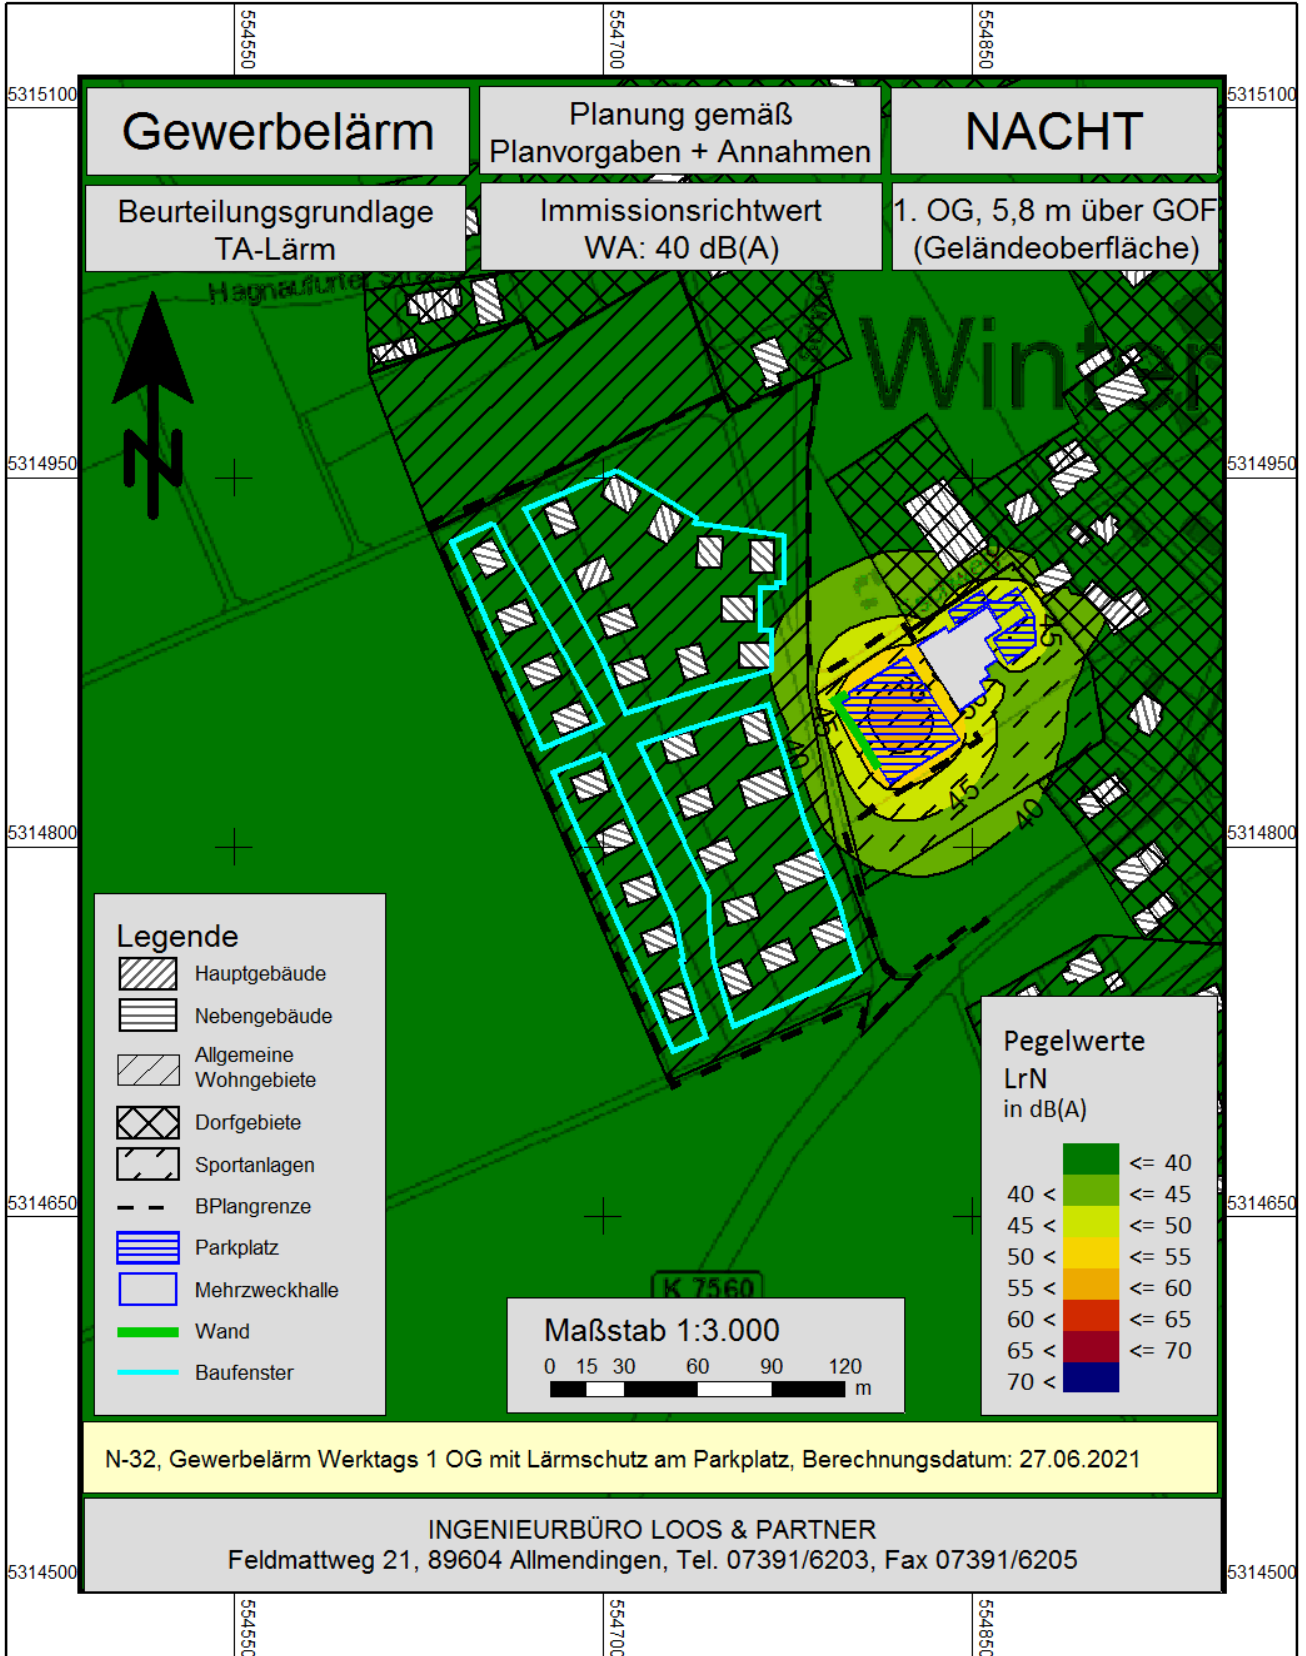 554550
554700
554850
5315100
5315100
Gewerbelärm
Planung gemäß
Planvorgaben + Annahmen
NACHT
Beurteilungsgrundlage
TA-Lärm
Immissionsrichtwert
WA: 40 dB(A)
1. OG, 5,8 m über GOF
(Geländeoberfläche)
Winter
5314950
5314950
45
45
45
40
40
5314800
5314800
Legende
Hauptgebäude
Nebengebäude
Allgemeine
Wohngebiete
Dorfgebiete
Sportanlagen
BPlangrenze
Parkplatz
Mehrzweckhalle
Wand
Baufenster
Pegelwerte
LrN
in dB(A)
<= 40
40 < <= 45
45 < <= 50
50 < <= 55
55 < <= 60
60 < <= 65
65 < <= 70
70 <
5314650
5314650
K 7560
Maßstab 1:3.000
0 15 30 60 90 120
m
N-32, Gewerbelärm Werktags 1 OG mit Lärmschutz am Parkplatz, Berechnungsdatum: 27.06.2021
INGENIEURBÜRO LOOS & PARTNER
Feldmattweg 21, 89604 Allmendingen, Tel. 07391/6203, Fax 07391/6205
5314500
5314500
554550
554700
554850